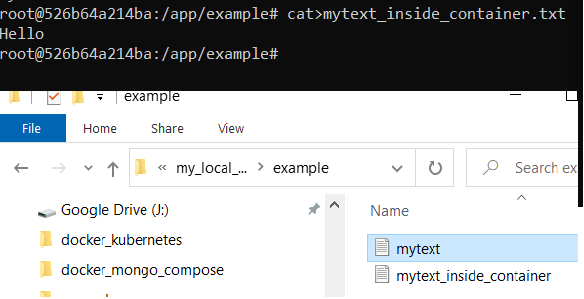 root@526b64a214ba:/app/example# cat>mytext_inside_container.txt
Hello
root@526b64a214ba:/app/example#
example
File Home Share View
« my_local_... > example
Search ex
Google Drive (J:)
Name
docker_kubernetes
mytext
docker_mongo_compose
mytext_inside_container